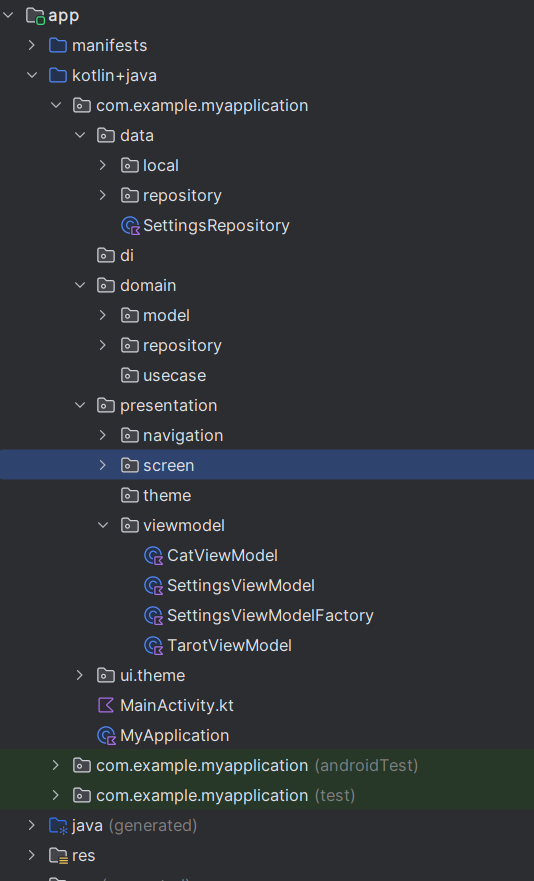 app
manifests
kotlin+java
com.example.myapplication
data
local
repository
SettingsRepository
di
domain
model
repository
usecase
presentation
navigation
screen
theme
viewmodel
CatViewModel
SettingsViewModel
SettingsViewModelFactory
TarotViewModel
ui.theme
MainActivity.kt
MyApplication
com.example.myapplication (androidTest)
com.example.myapplication (test)
java (generated)
res